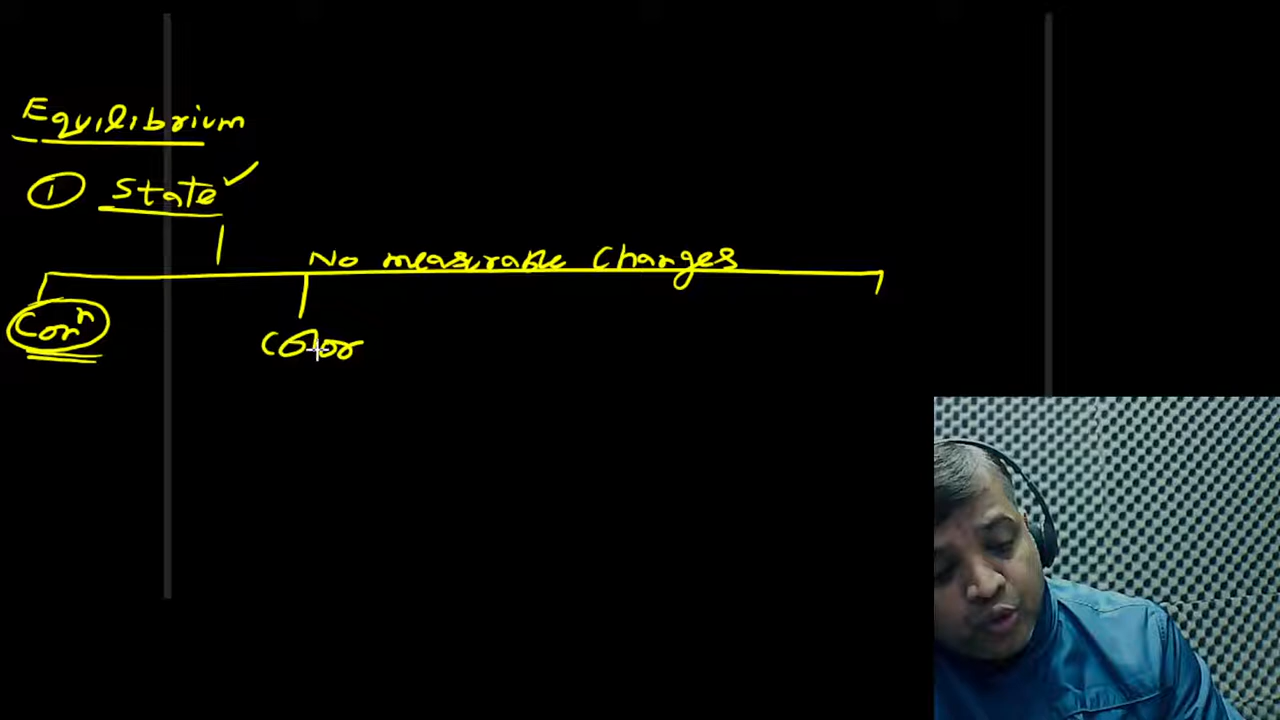 Equilibrium
① State ✓
No measurable Changes
Conⁿ
Color